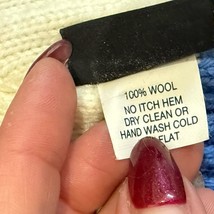 100% WOOL
NO ITCH HEM
DRY CLEAN OR
HAND WASH COLD
FLAT